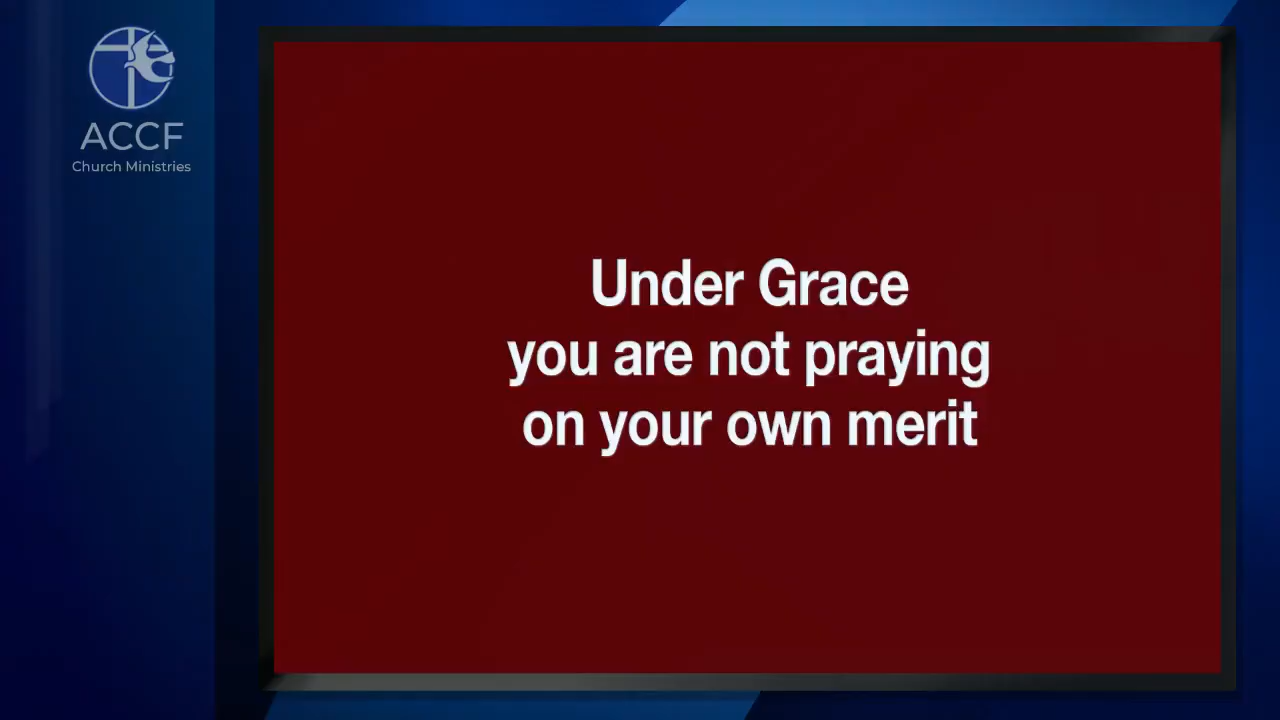 ACCF
Church Ministries
Under Grace
you are not praying
on your own merit